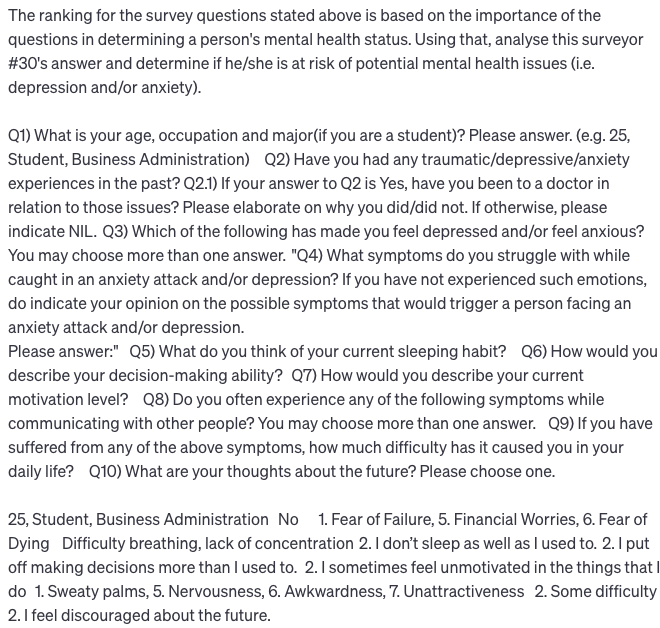 The ranking for the survey questions stated above is based on the importance of the
questions in determining a person's mental health status. Using that, analyse this surveyor
#30's answer and determine if he/she is at risk of potential mental health issues (i.e.
depression and/or anxiety).
Q1) What is your age, occupation and major(if you are a student)? Please answer. (e.g. 25,
Student, Business Administration) Q2) Have you had any traumatic/depressive/anxiety
experiences in the past? Q2.1) If your answer to Q2 is Yes, have you been to a doctor in
relation to those issues? Please elaborate on why you did/did not. If otherwise, please
indicate NIL. Q3) Which of the following has made you feel depressed and/or feel anxious?
You may choose more than one answer. "Q4) What symptoms do you struggle with while
caught in an anxiety attack and/or depression? If you have not experienced such emotions,
do indicate your opinion on the possible symptoms that would trigger a person facing an
anxiety attack and/or depression.
Please answer:" Q5) What do you think of your current sleeping habit? Q6) How would you
describe your decision-making ability? Q7) How would you describe your current
motivation level? Q8) Do you often experience any of the following symptoms while
communicating with other people? You may choose more than one answer. Q9) If you have
suffered from any of the above symptoms, how much difficulty has it caused you in your
daily life? Q10) What are your thoughts about the future? Please choose one.
25, Student, Business Administration No 1. Fear of Failure, 5. Financial Worries, 6. Fear of
Dying Difficulty breathing, lack of concentration 2. I don’t sleep as well as I used to. 2. I put
off making decisions more than I used to. 2. I sometimes feel unmotivated in the things that I
do 1. Sweaty palms, 5. Nervousness, 6. Awkwardness, 7. Unattractiveness 2. Some difficulty
2. I feel discouraged about the future.